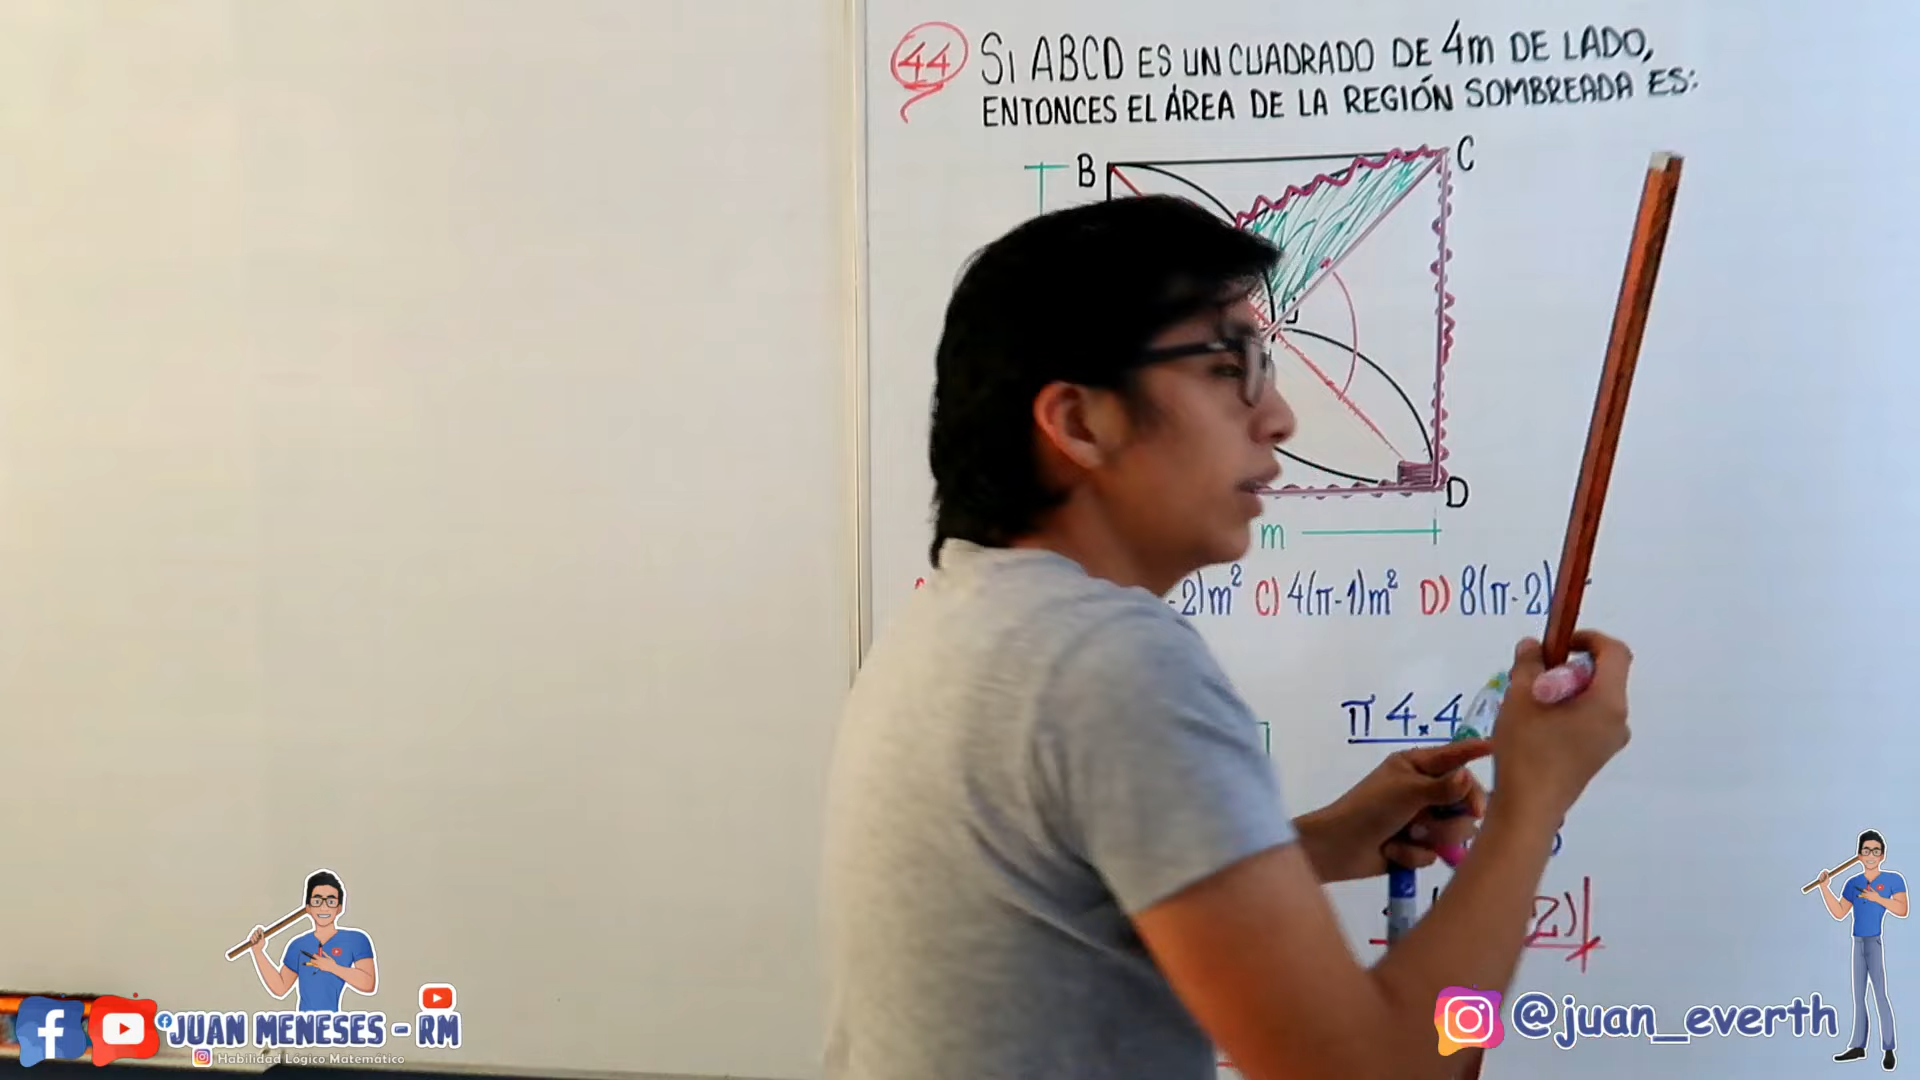 44 SI ABCD ES UN CUADRADO DE 4m DE LADO,
ENTONCES EL ÁREA DE LA REGIÓN SOMBREADA ES:
B
C
D
m
-2)m² C) 4(π-1)m² D) 8(π-2)
π 4.4
2)
JUAN MENESES - RM
Habilidad Lógico Matemático
@juan_everth